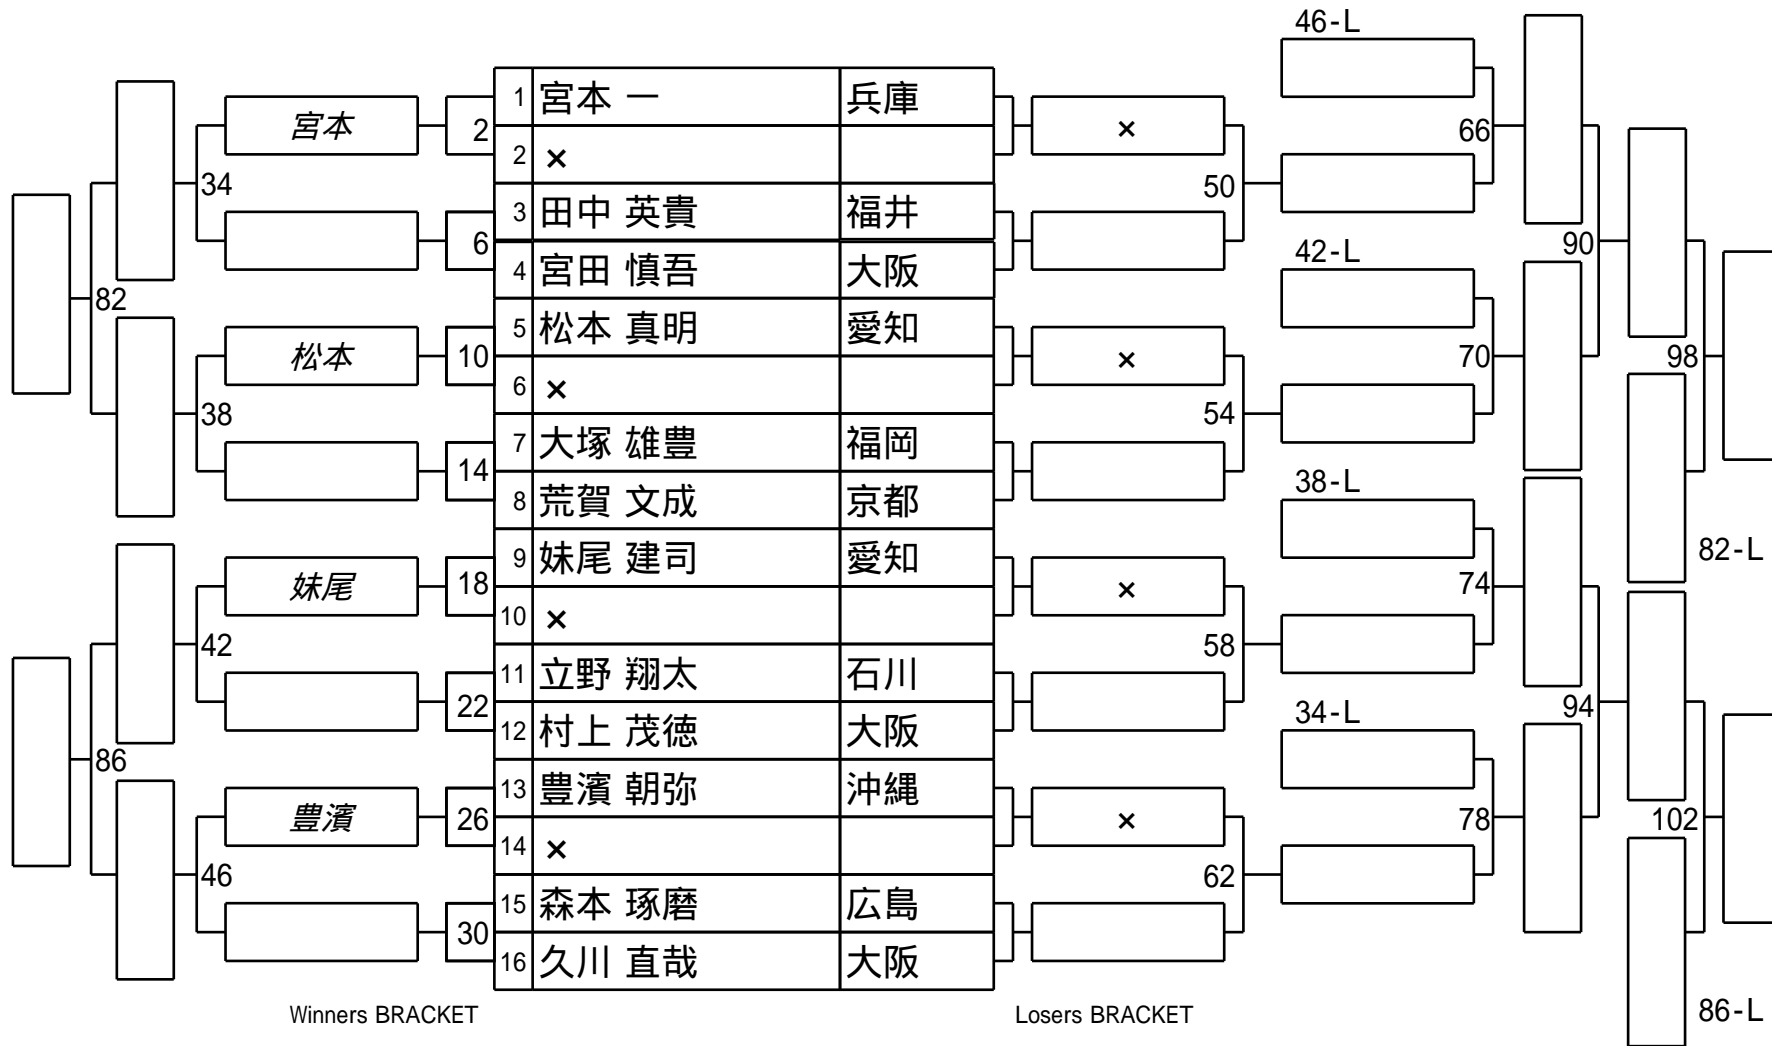 46-L
1 宮本 一 兵庫
宮本 2 × 66
2 ×
34 50
3 田中 英貴 福井
6 90
4 宮田 慎吾 大阪 42-L
82
5 松本 真明 愛知
松本 10 × 70 98
6 ×
38 54
7 大塚 雄豊 福岡
14
8 荒賀 文成 京都 38-L
9 妹尾 建司 愛知 82-L
妹尾 18 × 74
10 ×
42 58
11 立野 翔太 石川
22 94
12 村上 茂徳 大阪 34-L
86
13 豊濱 朝弥 沖縄
豊濱 26 × 78 102
14 ×
46 62
15 森本 琢磨 広島
30
16 久川 直哉 大阪
Winners BRACKET Losers BRACKET 86-L